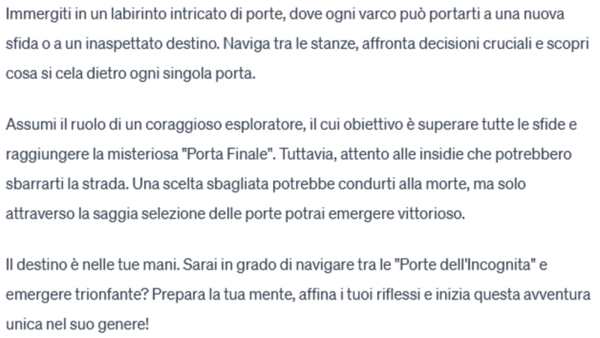 Immergiti in un labirinto intricato di porte, dove ogni varco può portarti a una nuova
sfida o a un inaspettato destino. Naviga tra le stanze, affronta decisioni cruciali e scopri
cosa si cela dietro ogni singola porta.
Assumi il ruolo di un coraggioso esploratore, il cui obiettivo è superare tutte le sfide e
raggiungere la misteriosa "Porta Finale". Tuttavia, attento alle insidie che potrebbero
sbarrarti la strada. Una scelta sbagliata potrebbe condurti alla morte, ma solo
attraverso la saggia selezione delle porte potrai emergere vittorioso.
Il destino è nelle tue mani. Sarai in grado di navigare tra le "Porte dell'Incognita" e
emergere trionfante? Prepara la tua mente, affina i tuoi riflessi e inizia questa avventura
unica nel suo genere!